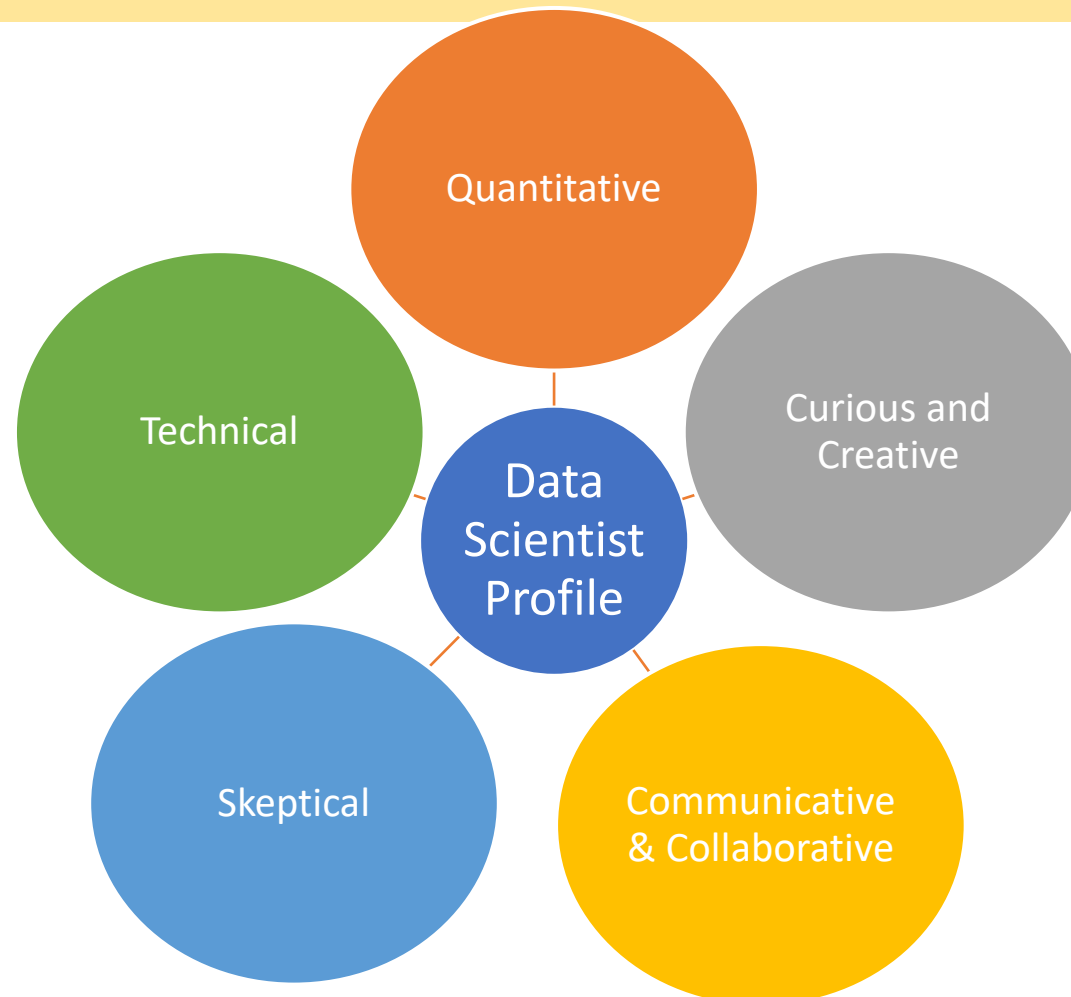 Quantitative
Technical
Curious and
Creative
Data
Scientist
Profile
Skeptical
Communicative
& Collaborative